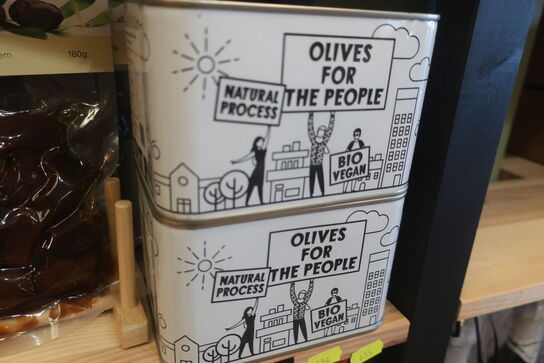 180g
OLIVES
FOR
THE PEOPLE
NATURAL
PROCESS
BIO
VEGAN
OLIVES
FOR
THE PEOPLE
NATURAL
PROCESS
BIO
VEGAN